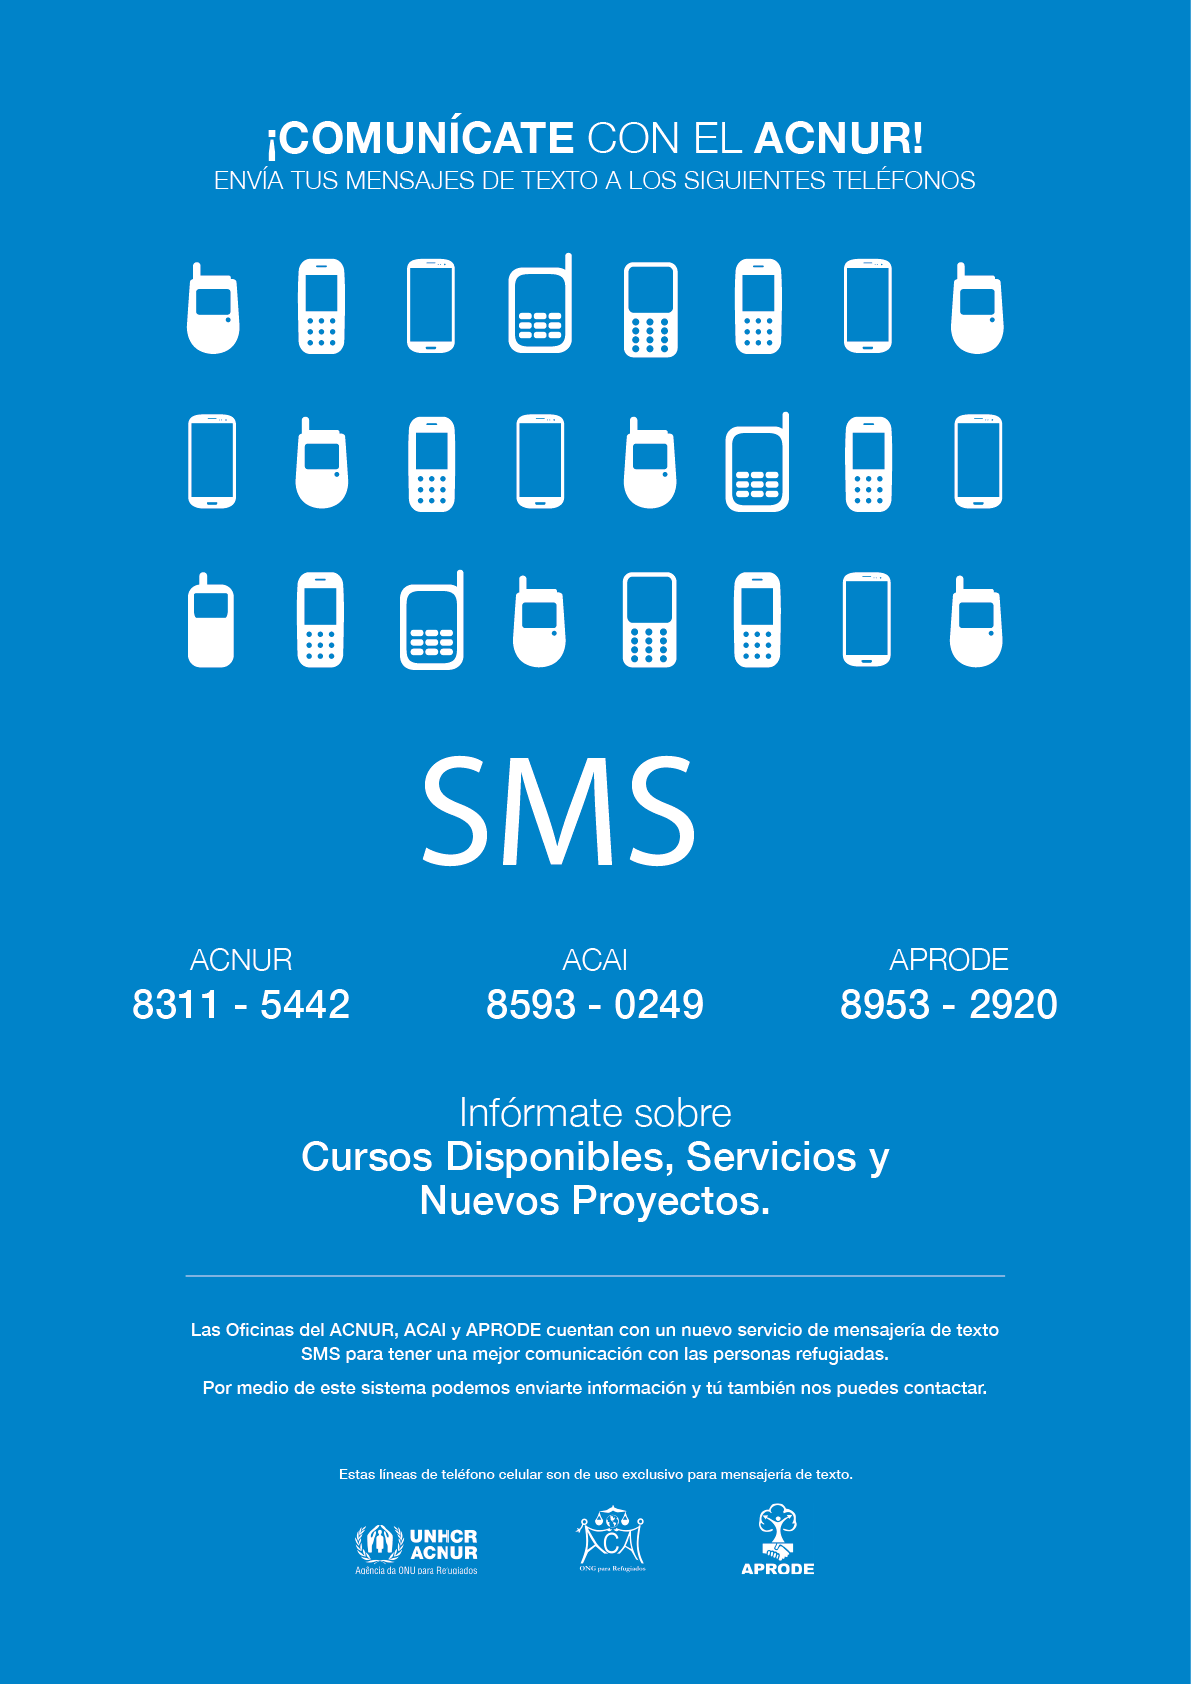 ¡COMUNÍCATE CON EL ACNUR!
ENVÍA TUS MENSAJES DE TEXTO A LOS SIGUIENTES TELÉFONOS
SMS
ACNUR
8311 - 5442
ACAI
8593 - 0249
APRODE
8953 - 2920
Infórmate sobre
Cursos Disponibles, Servicios y
Nuevos Proyectos.
Las Oficinas del ACNUR, ACAI y APRODE cuentan con un nuevo servicio de mensajería de texto
SMS para tener una mejor comunicación con las personas refugiadas.
Por medio de este sistema podemos enviarte información y tú también nos puedes contactar.
Estas líneas de teléfono celular son de uso exclusivo para mensajería de texto.
UNHCR
ACNUR
Agência da ONU para Refugiados
ACAI
ONG para Refugiados
APRODE